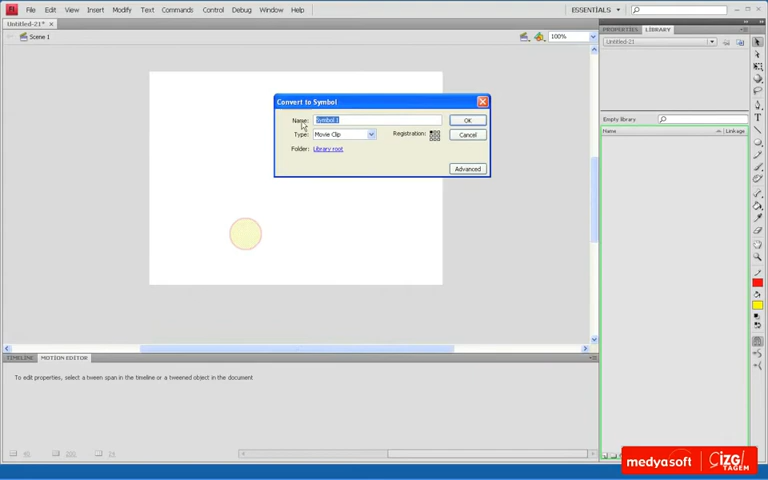 File Edit View Insert Modify Text Commands Control Debug Window Help
ESSENTIALS
Untitled-21*
Scene 1
100%
PROPERTIES LIBRARY
Untitled-21
Empty library
Name Linkage
Convert to Symbol
Name: Symbol 1
OK
Type: Movie Clip
Registration:
Cancel
Folder: Library root
Advanced
TIMELINE MOTION EDITOR
To edit properties, select a tween span in the timeline or a tweened object in the document
medyasoft
çizgi
TAGEM